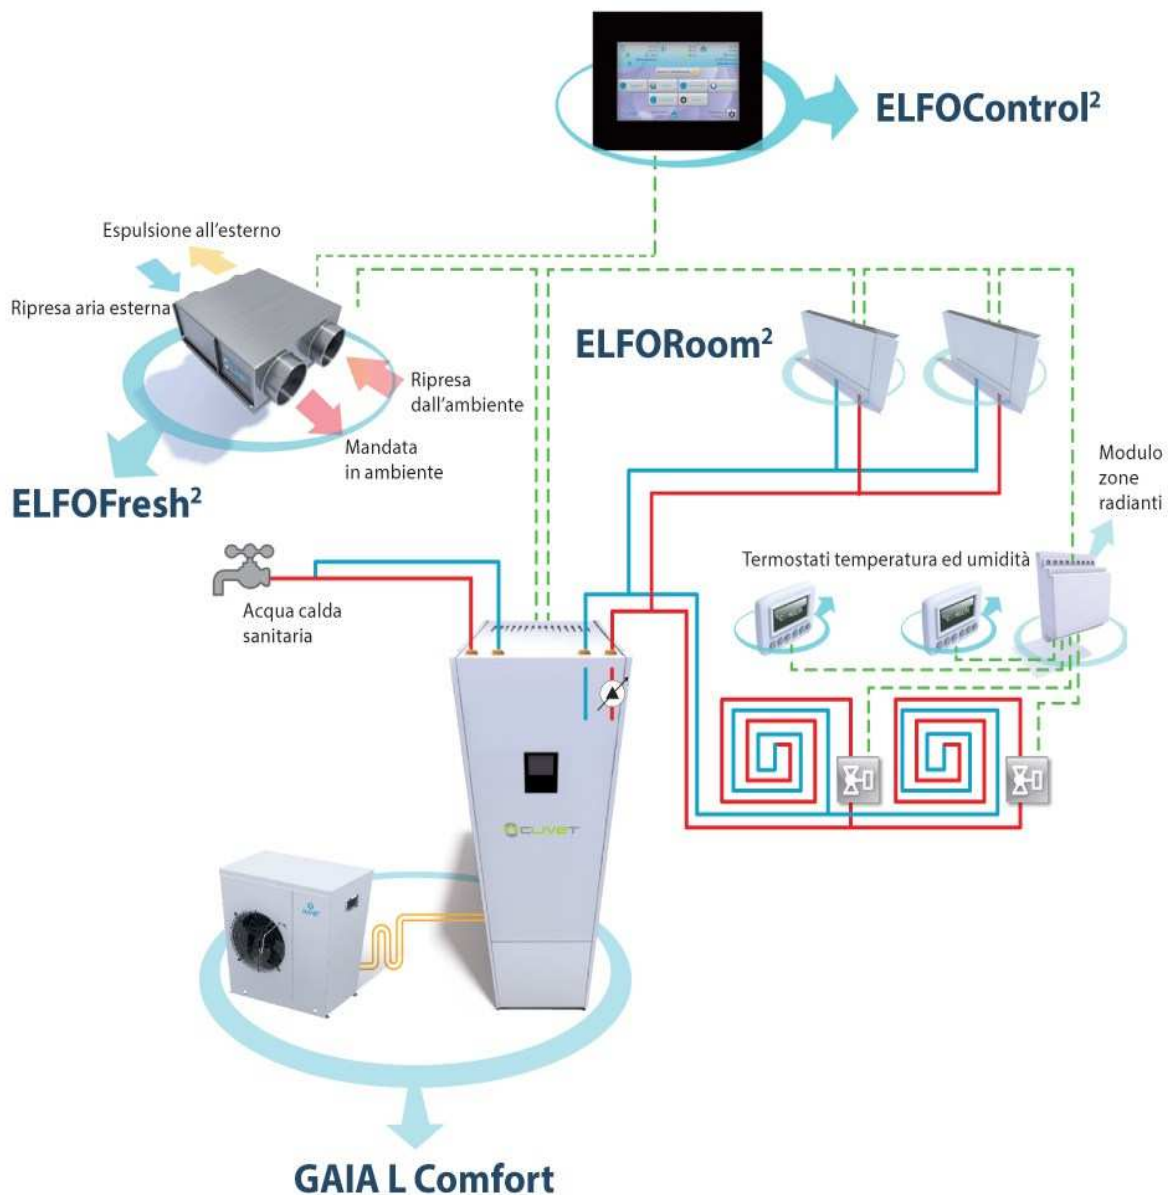 ELFOControl²
Espulsione all'esterno
Ripresa aria esterna
ELFORoom²
Ripresa
dall'ambiente
Mandata
in ambiente
Modulo
zone
radianti
ELFOFresh²
Termostati temperatura ed umidità
Acqua calda
sanitaria
CLIVET
GAIA L Comfort